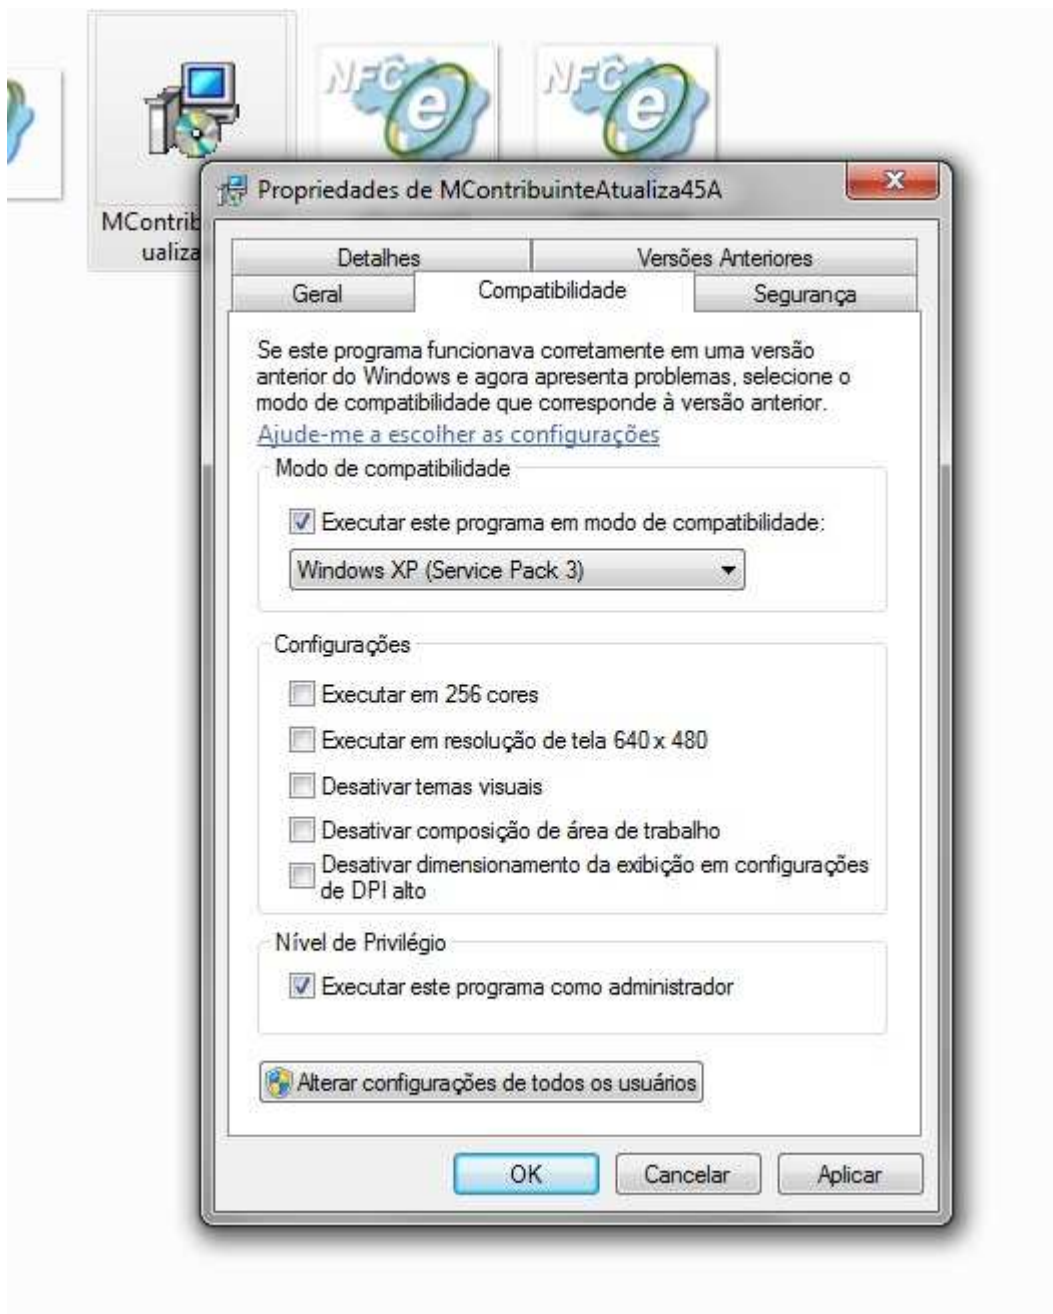 NFC e
NFC e
MContrib
ualiza
Propriedades de MContribuinteAtualiza45A
Detalhes
Versões Anteriores
Geral
Compatibilidade
Segurança
Se este programa funcionava corretamente em uma versão
anterior do Windows e agora apresenta problemas, selecione o
modo de compatibilidade que corresponde à versão anterior.
Ajude-me a escolher as configurações
Modo de compatibilidade
Executar este programa em modo de compatibilidade:
Windows XP (Service Pack 3)
Configurações
Executar em 256 cores
Executar em resolução de tela 640 x 480
Desativar temas visuais
Desativar composição de área de trabalho
Desativar dimensionamento da exibição em configurações
de DPI alto
Nível de Privilégio
Executar este programa como administrador
Alterar configurações de todos os usuários
OK
Cancelar
Aplicar